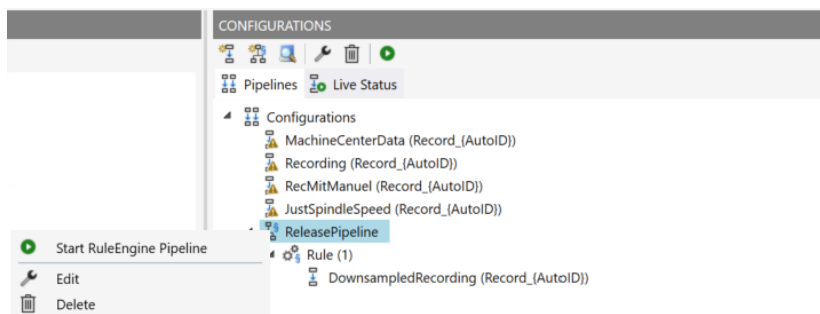 CONFIGURATIONS
Pipelines Live Status
Configurations
MachineCenterData (Record_{AutoID})
Recording (Record_{AutoID})
RecMitManuel (Record_{AutoID})
JustSpindleSpeed (Record_{AutoID})
ReleasePipeline
Rule (1)
DownsampledRecording (Record_{AutoID})
Start RuleEngine Pipeline
Edit
Delete